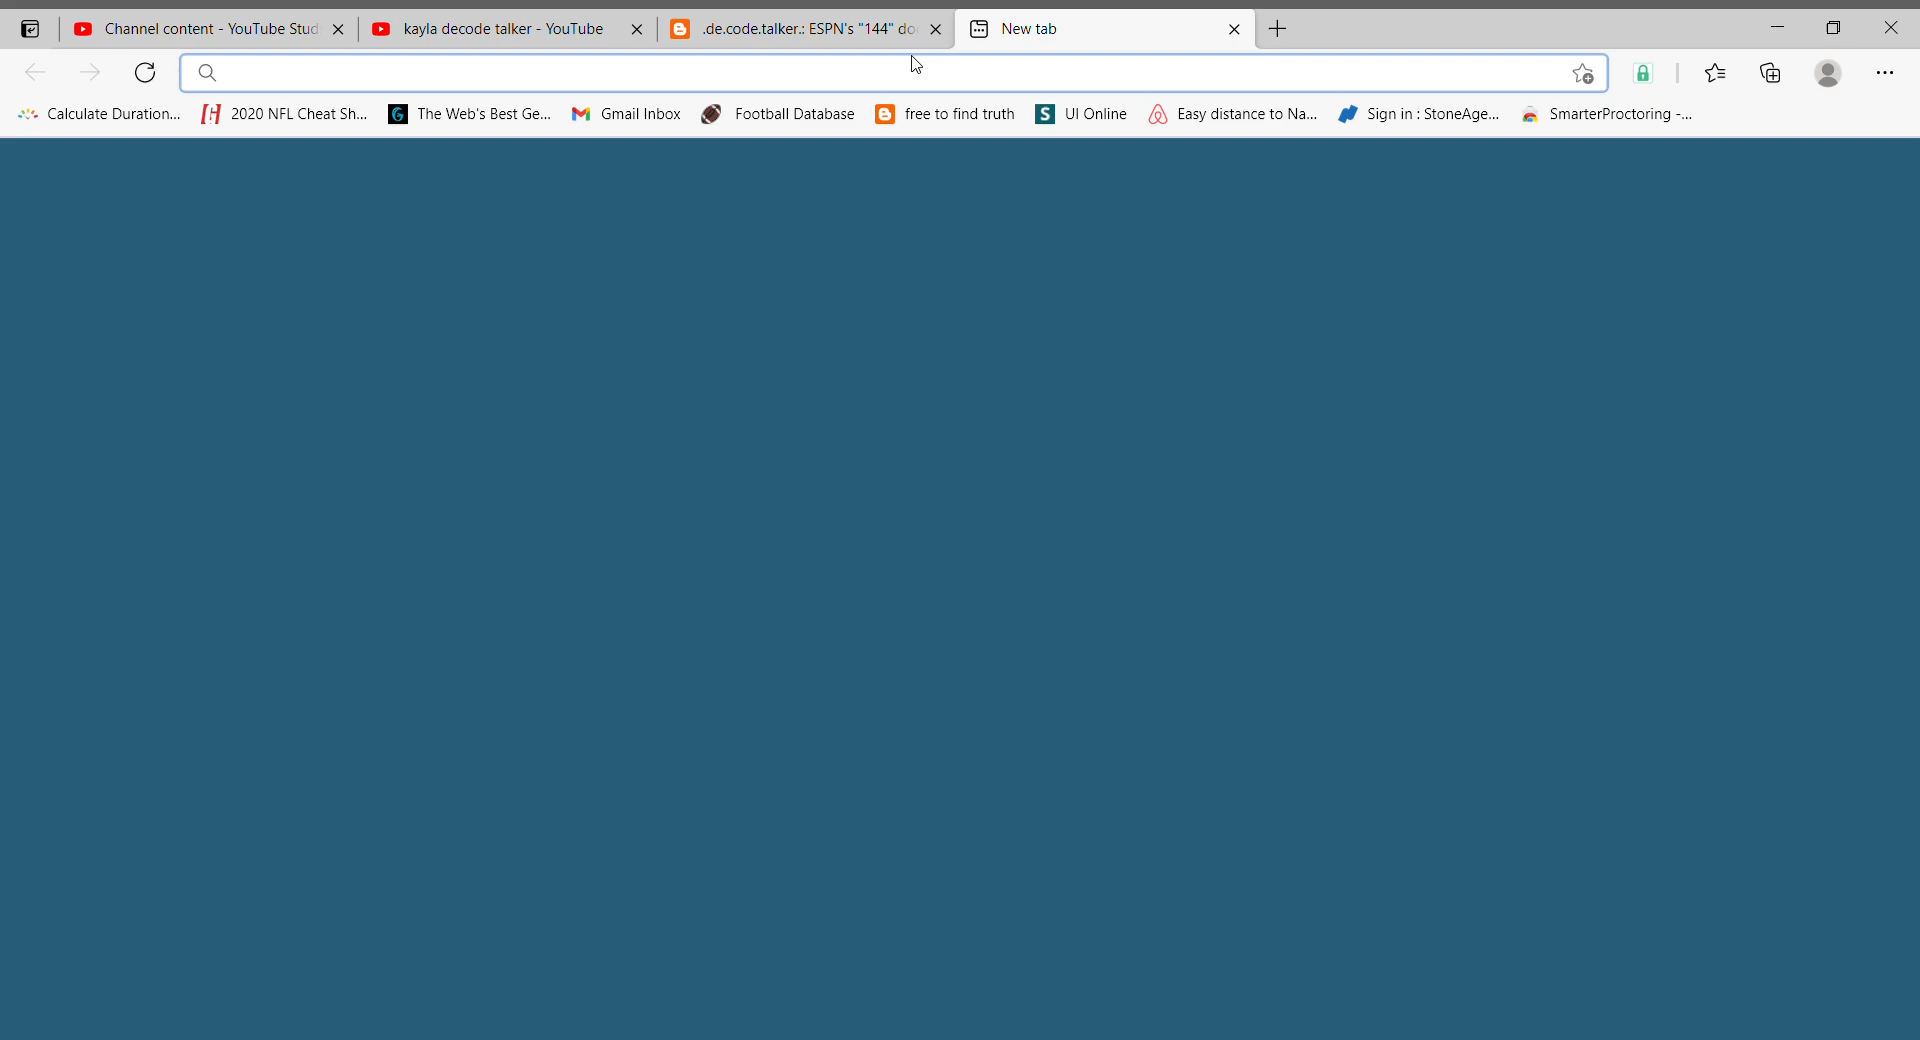 Channel content - YouTube Stud
kayla decode talker - YouTube
.de.code.talker.: ESPN's "144" do
New tab
Calculate Duration...
2020 NFL Cheat Sh...
The Web's Best Ge...
Gmail Inbox
Football Database
free to find truth
UI Online
Easy distance to Na...
Sign in : StoneAge...
SmarterProctoring -...